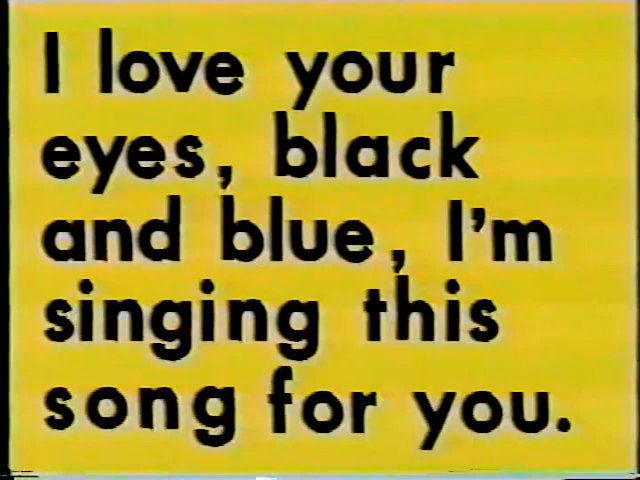 I love your
eyes, black
and blue, I'm
singing this
song for you.